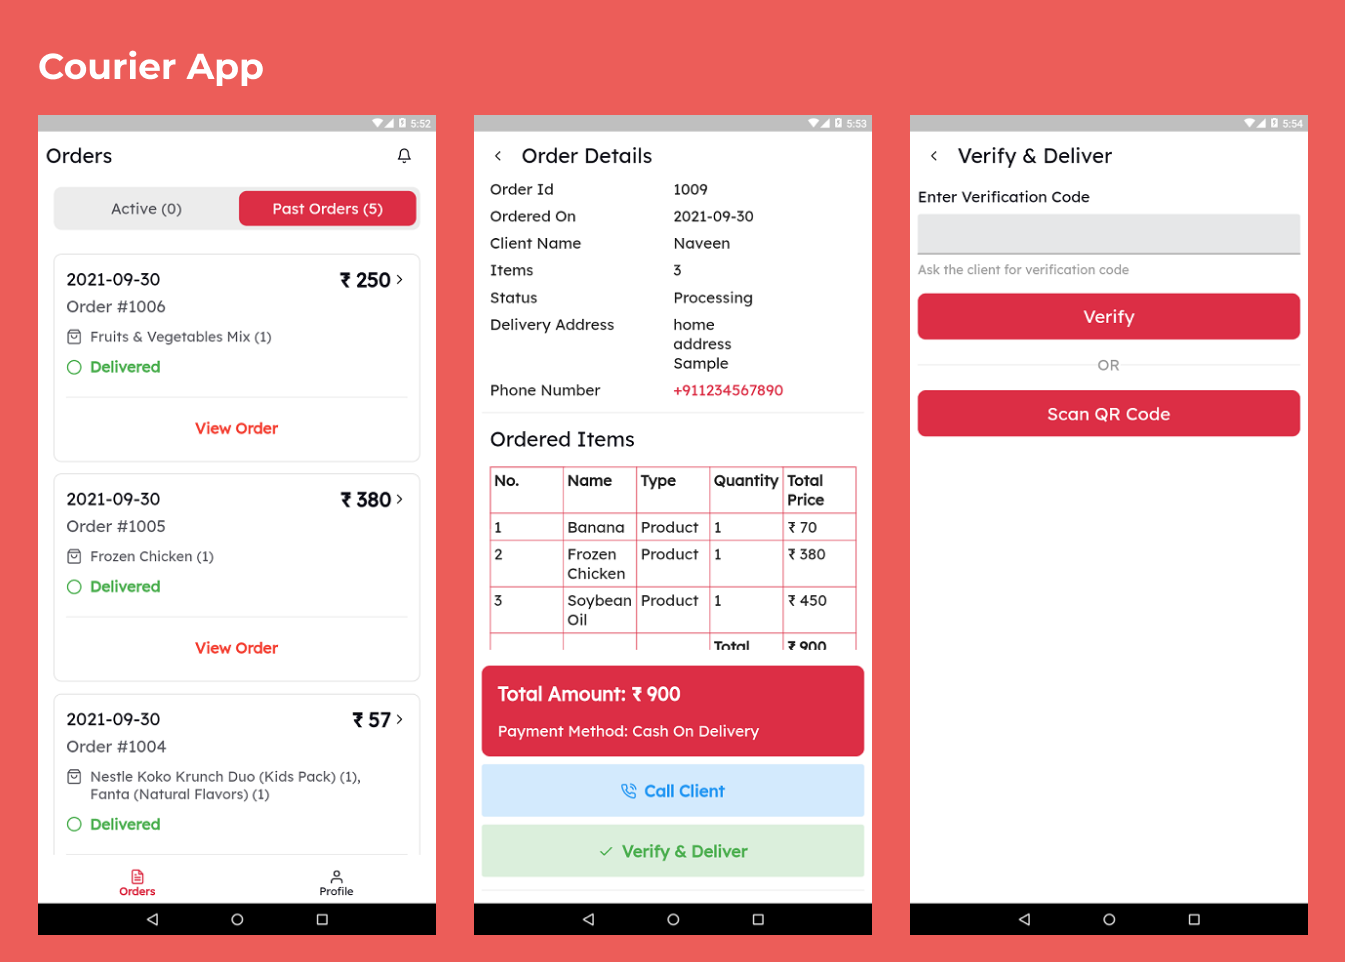 Courier App
5:52
Orders
Active (0)
Past Orders (5)
2021-09-30
₹ 250
Order #1006
Fruits & Vegetables Mix (1)
Delivered
View Order
2021-09-30
₹ 380
Order #1005
Frozen Chicken (1)
Delivered
View Order
2021-09-30
₹ 57
Order #1004
Nestle Koko Krunch Duo (Kids Pack) (1),
Fanta (Natural Flavors) (1)
Delivered
Orders
Profile
5:53
Order Details
Order Id 1009
Ordered On 2021-09-30
Client Name Naveen
Items 3
Status Processing
Delivery Address home
address
Sample
Phone Number +911234567890
Ordered Items
No. Name Type Quantity Total
Price
1 Banana Product 1 ₹ 70
2 Frozen Product 1 ₹ 380
Chicken
3 Soybean Product 1 ₹ 450
Oil
Total ₹ 900
Total Amount: ₹ 900
Payment Method: Cash On Delivery
Call Client
Verify & Deliver
5:54
Verify & Deliver
Enter Verification Code
Ask the client for verification code
Verify
OR
Scan QR Code